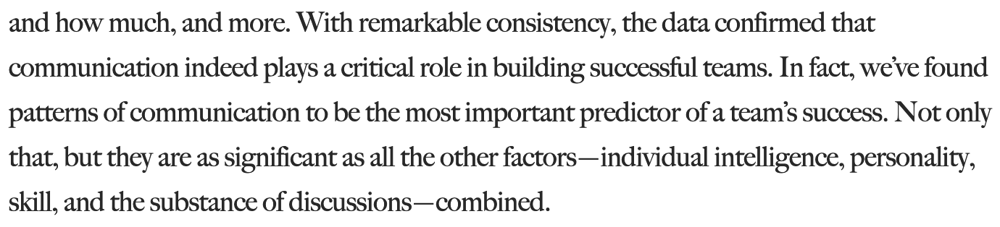 and how much, and more. With remarkable consistency, the data confirmed that
communication indeed plays a critical role in building successful teams. In fact, we’ve found
patterns of communication to be the most important predictor of a team’s success. Not only
that, but they are as significant as all the other factors—individual intelligence, personality,
skill, and the substance of discussions—combined.